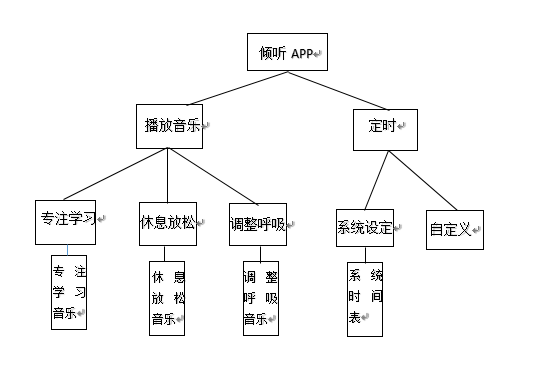 倾听 APP
播放音乐
定时
专注学习
休息放松
调整呼吸
系统设定
自定义
专注
学习
音乐
休息
放松
音乐
调整
呼吸
音乐
系统
时间
表